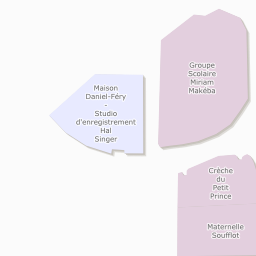 Groupe
Scolaire
Miriam
Makéba
Maison
Daniel-Féry
-
Studio
d'enregistrement
Hal
Singer
Crèche
du
Petit
Prince
Maternelle
Soufflot